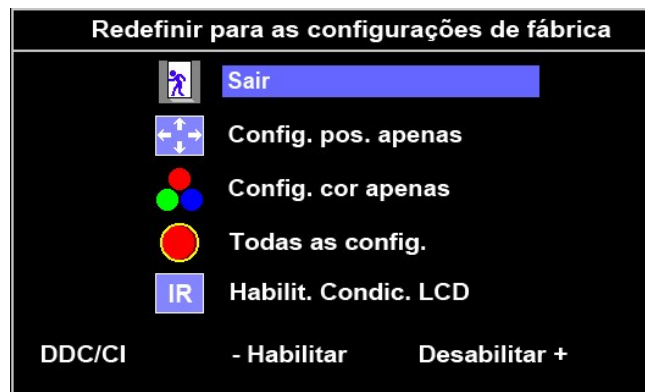 Redefinir para as configurações de fábrica
Sair
Config. pos. apenas
Config. cor apenas
Todas as config.
IR Habilit. Condic. LCD
DDC/CI - Habilitar Desabilitar +